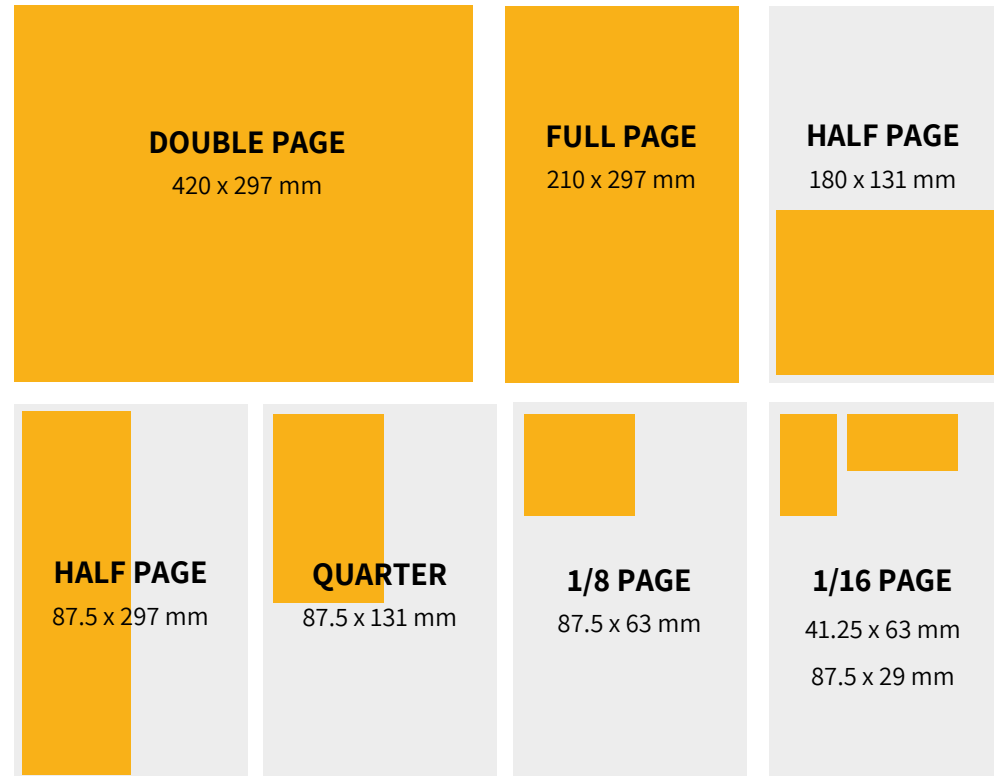 DOUBLE PAGE
420 x 297 mm
FULL PAGE
210 x 297 mm
HALF PAGE
180 x 131 mm
HALF PAGE
87.5 x 297 mm
QUARTER
87.5 x 131 mm
1/8 PAGE
87.5 x 63 mm
1/16 PAGE
41.25 x 63 mm
87.5 x 29 mm